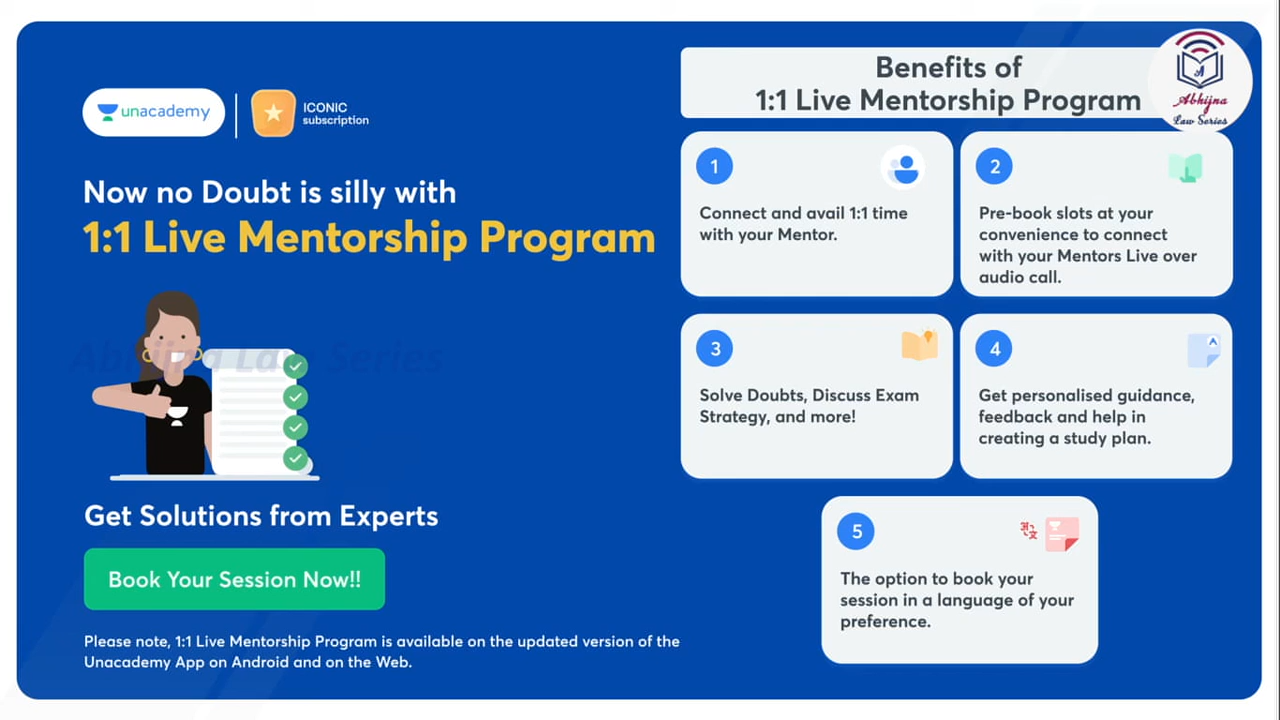 unacademy
ICONIC
subscription
Now no Doubt is silly with
1:1 Live Mentorship Program
Abhijna Law Series
Get Solutions from Experts
Book Your Session Now!!
Please note, 1:1 Live Mentorship Program is available on the updated version of the
Unacademy App on Android and on the Web.
Benefits of
1:1 Live Mentorship Program
A
Abhijna
Law Series
1
Connect and avail 1:1 time
with your Mentor.
2
Pre-book slots at your
convenience to connect
with your Mentors Live over
audio call.
3
Solve Doubts, Discuss Exam
Strategy, and more!
4
A
Get personalised guidance,
feedback and help in
creating a study plan.
5
अ
文
The option to book your
session in a language of your
preference.